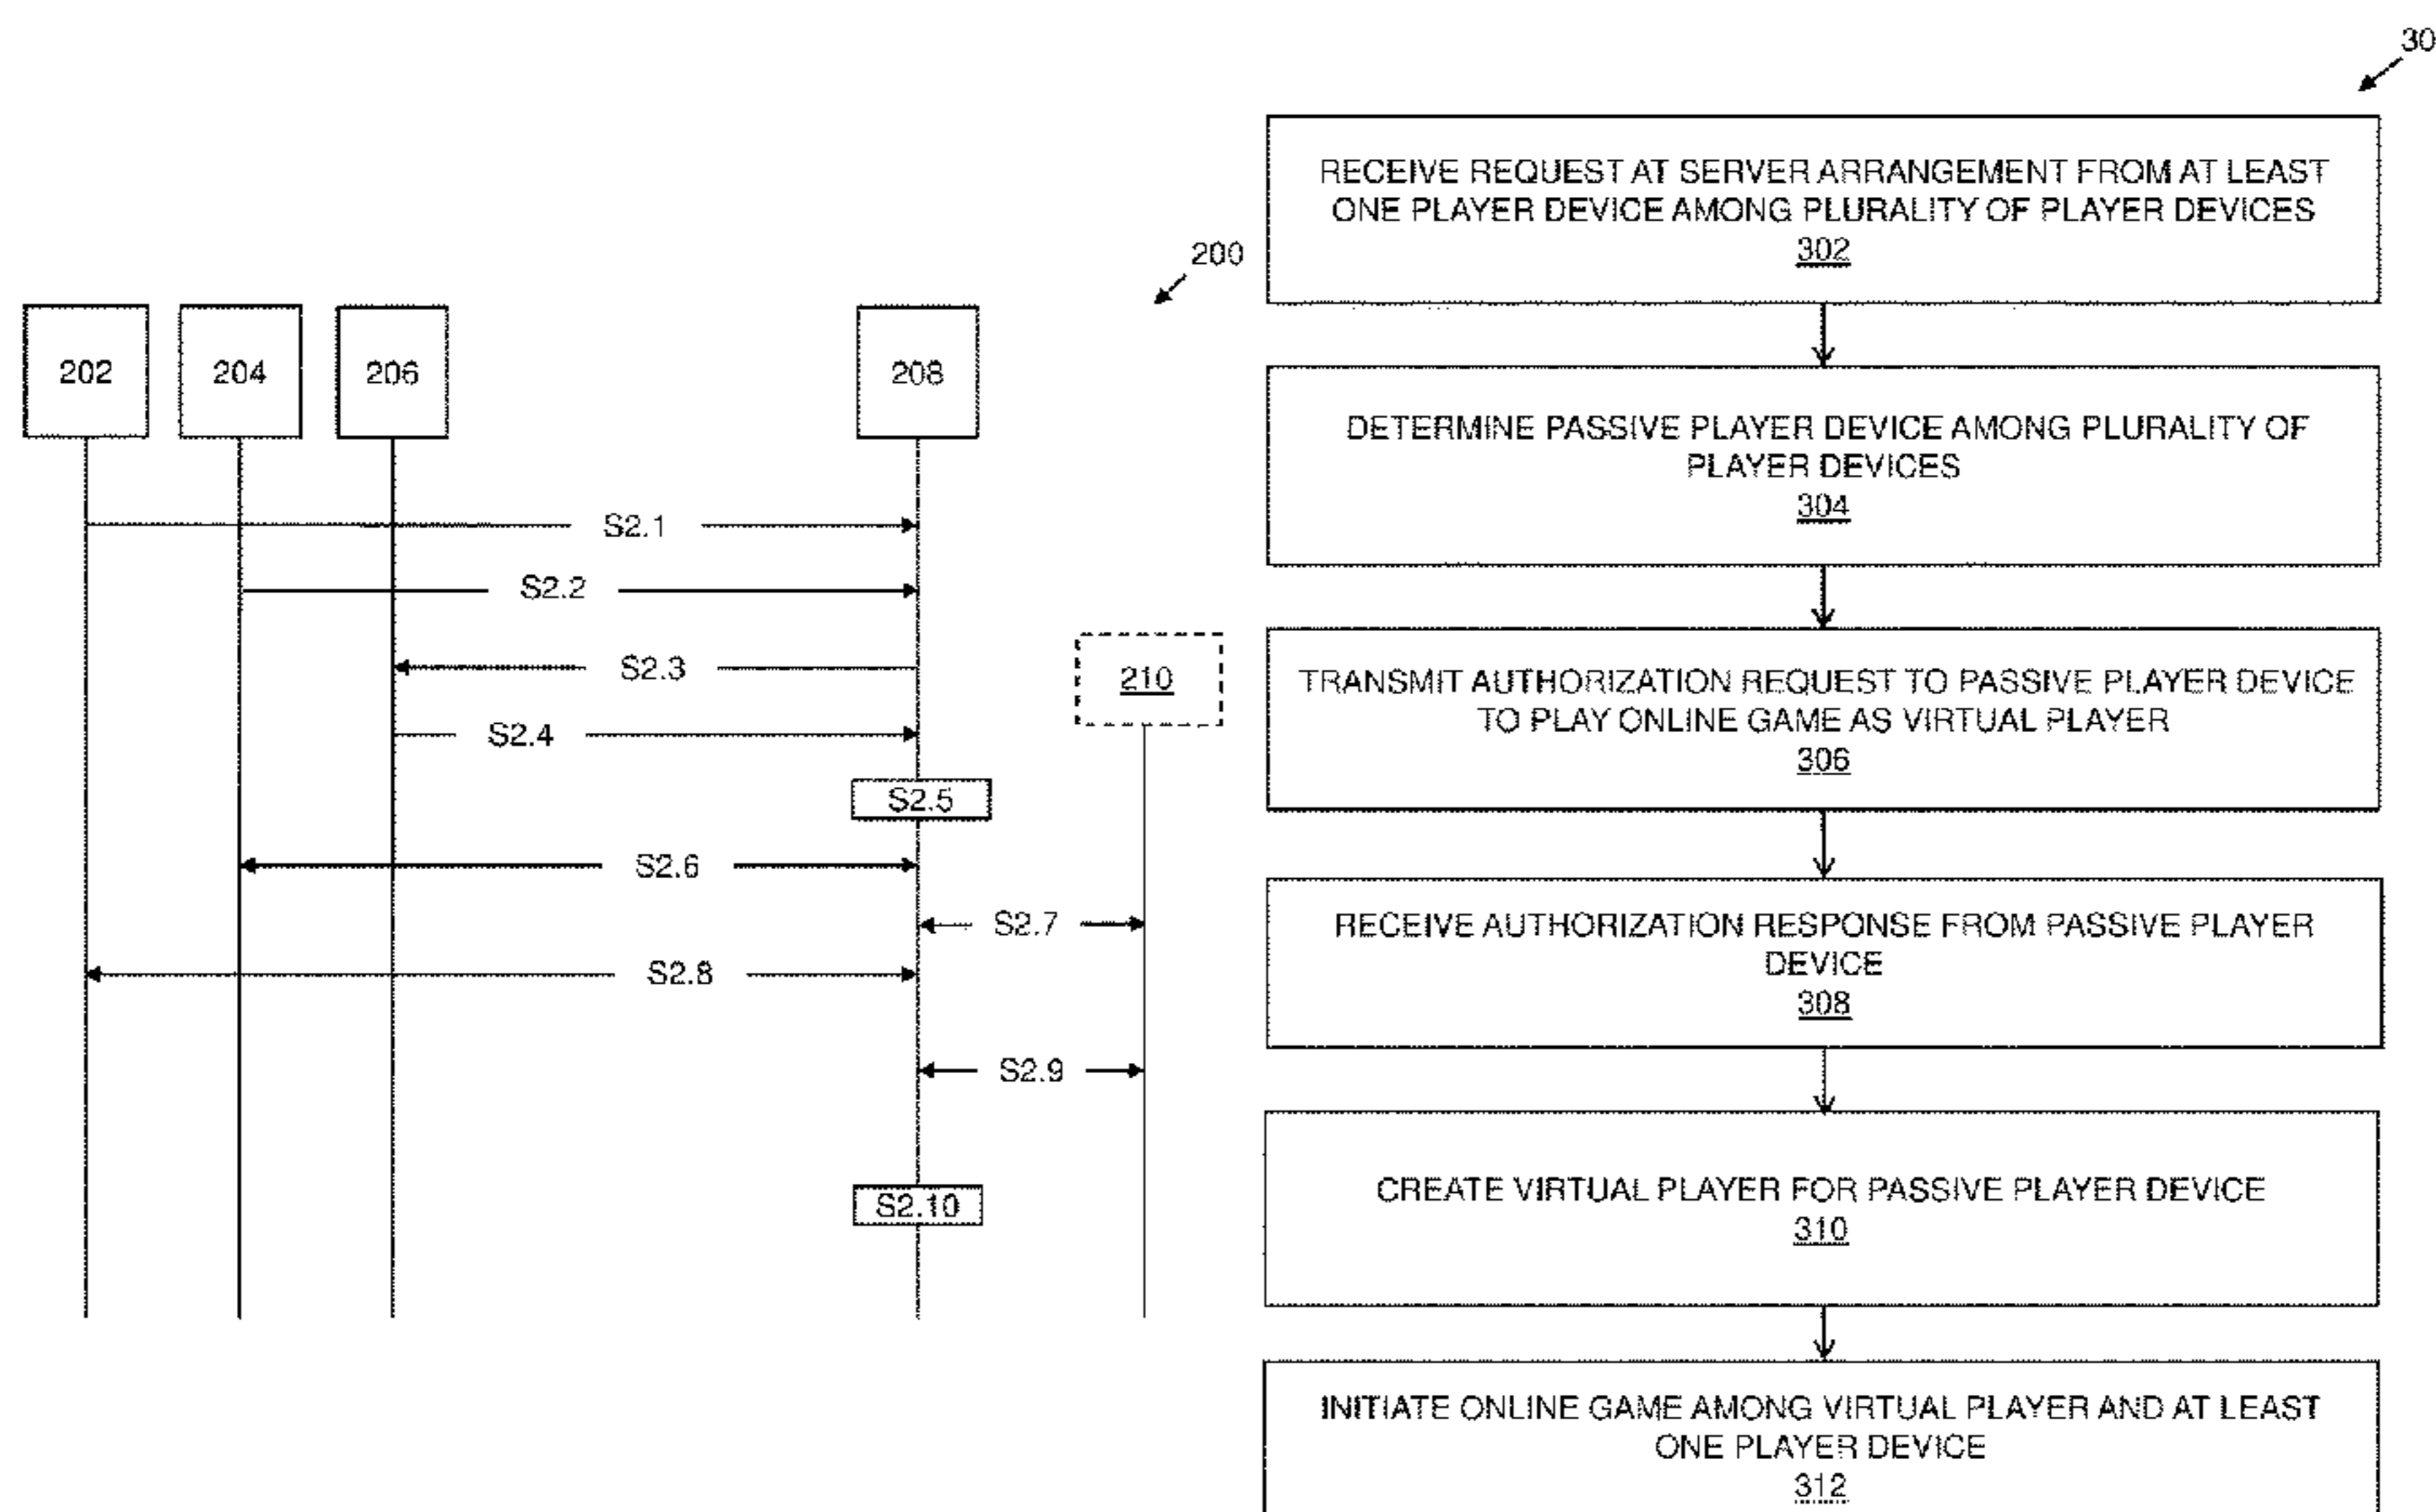 200
202
204
206
208
S2.1
S2.2
S2.3
210
S2.4
S2.5
S2.6
S2.7
S2.8
S2.9
S2.10
30
RECEIVE REQUEST AT SERVER ARRANGEMENT FROM AT LEAST
ONE PLAYER DEVICE AMONG PLURALITY OF PLAYER DEVICES
302
DETERMINE PASSIVE PLAYER DEVICE AMONG PLURALITY OF
PLAYER DEVICES
304
TRANSMIT AUTHORIZATION REQUEST TO PASSIVE PLAYER DEVICE
TO PLAY ONLINE GAME AS VIRTUAL PLAYER
306
RECEIVE AUTHORIZATION RESPONSE FROM PASSIVE PLAYER
DEVICE
308
CREATE VIRTUAL PLAYER FOR PASSIVE PLAYER DEVICE
310
INITIATE ONLINE GAME AMONG VIRTUAL PLAYER AND AT LEAST
ONE PLAYER DEVICE
312